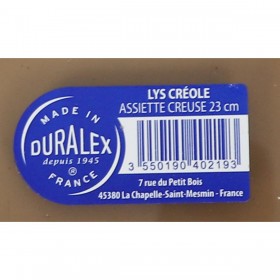 MADE IN
DURALEX
depuis 1945
FRANCE
LYS CRÉOLE
ASSIETTE CREUSE 23 cm
3 550190 402193
7 rue du Petit Bois
45380 La Chapelle-Saint-Mesmin - France